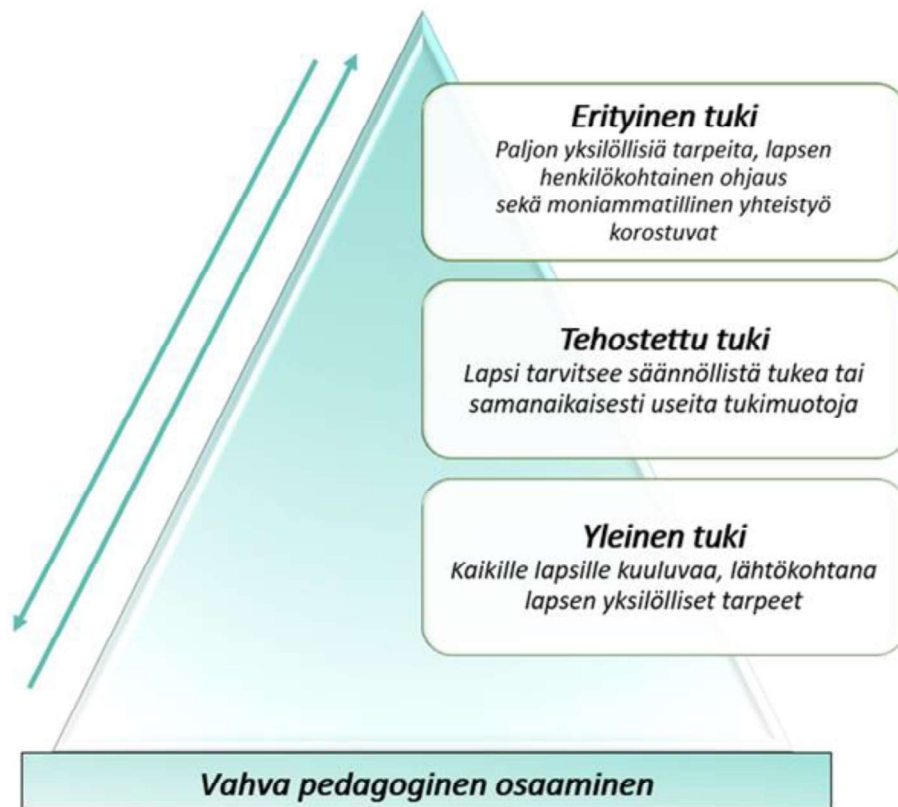 Erityinen tuki
Paljon yksilöllisiä tarpeita, lapsen
henkilökohtainen ohjaus
sekä moniammatillinen yhteistyö
korostuvat
Tehostettu tuki
Lapsi tarvitsee säännöllistä tukea tai
samanaikaisesti useita tukimuotoja
Yleinen tuki
Kaikille lapsille kuuluvaa, lähtökohtana
lapsen yksilölliset tarpeet
Vahva pedagoginen osaaminen